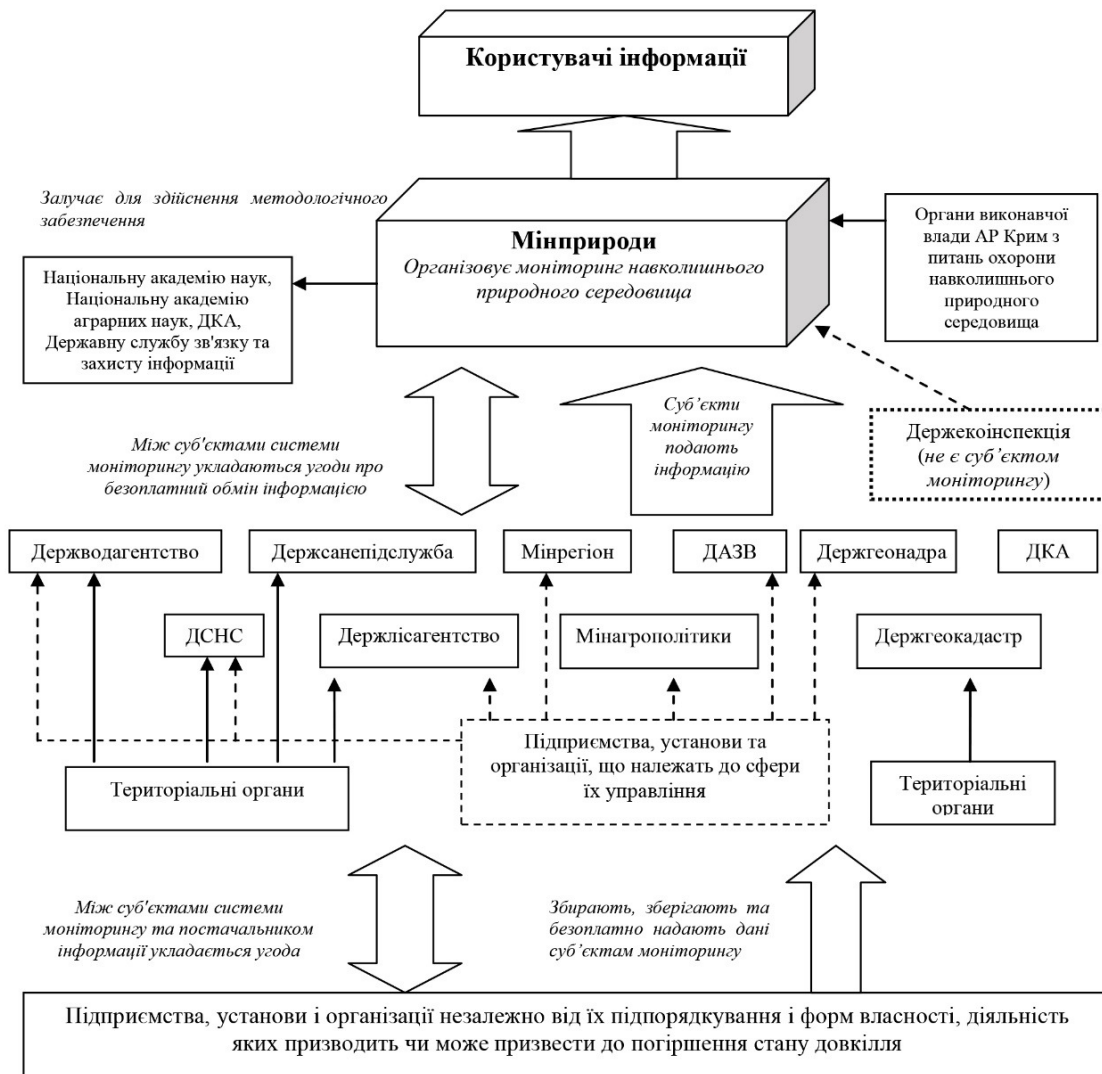 Користувачі інформації
Залучає для здійснення методологічного
забезпечення
Мінприроди
Організовує моніторинг навколишнього
природного середовища
Органи виконавчої
влади АР Крим з
питань охорони
навколишнього
природного
середовища
Національну академію наук,
Національну академію
аграрних наук, ДКА,
Державну службу зв'язку та
захисту інформації
Між суб'єктами системи
моніторингу укладаються угоди про
безоплатний обмін інформацією
Суб’єкти
моніторингу
подають
інформацію
Держекоінспекція
(не є суб’єктом
моніторингу)
Держводагентство
Держсанепідслужба
Мінрегіон
ДАЗВ
Держгеонадра
ДКА
ДСНС
Держлісагентство
Мінагрополітики
Держгеокадастр
Територіальні органи
Підприємства, установи та
організації, що належать до сфери
їх управління
Територіальні
органи
Між суб'єктами системи
моніторингу та постачальником
інформації укладається угода
Збирають, зберігають та
безоплатно надають дані
суб’єктам моніторингу
Підприємства, установи і організації незалежно від їх підпорядкування і форм власності, діяльність
яких призводить чи може призвести до погіршення стану довкілля